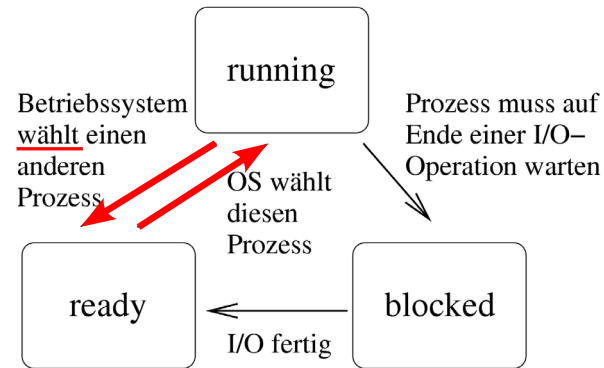 running
Betriebssystem
wählt einen
anderen
Prozess
OS wählt
diesen
Prozess
Prozess muss auf
Ende einer I/O–
Operation warten
ready
I/O fertig
blocked